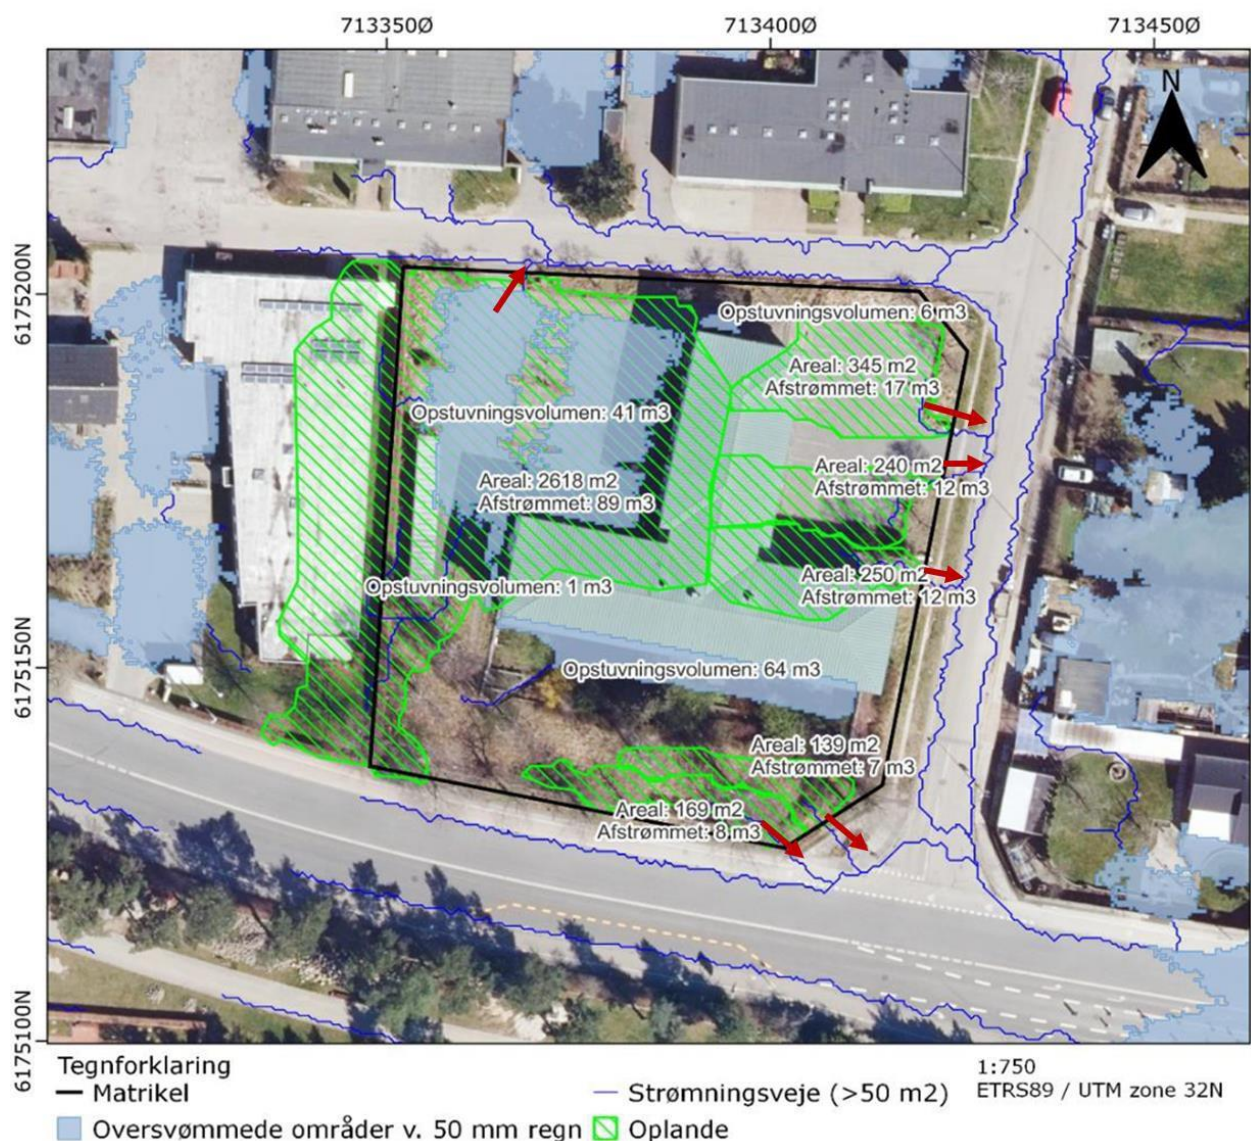 713350Ø
713400Ø
713450Ø
N
6175200N
6175150N
6175100N
Opstuvningsvolumen: 6 m3
Areal: 345 m2
Afstrømmet: 17 m3
Opstuvningsvolumen: 41 m3
Areal: 240 m2
Afstrømmet: 12 m3
Areal: 2618 m2
Afstrømmet: 89 m3
Areal: 250 m2
Afstrømmet: 12 m3
Opstuvningsvolumen: 1 m3
Opstuvningsvolumen: 64 m3
Areal: 139 m2
Afstrømmet: 7 m3
Areal: 169 m2
Afstrømmet: 8 m3
Tegnforklaring
Matrikel
Strømningsveje (>50 m2)
Oversvømmede områder v. 50 mm regn
Oplande
1:750
ETRS89 / UTM zone 32N